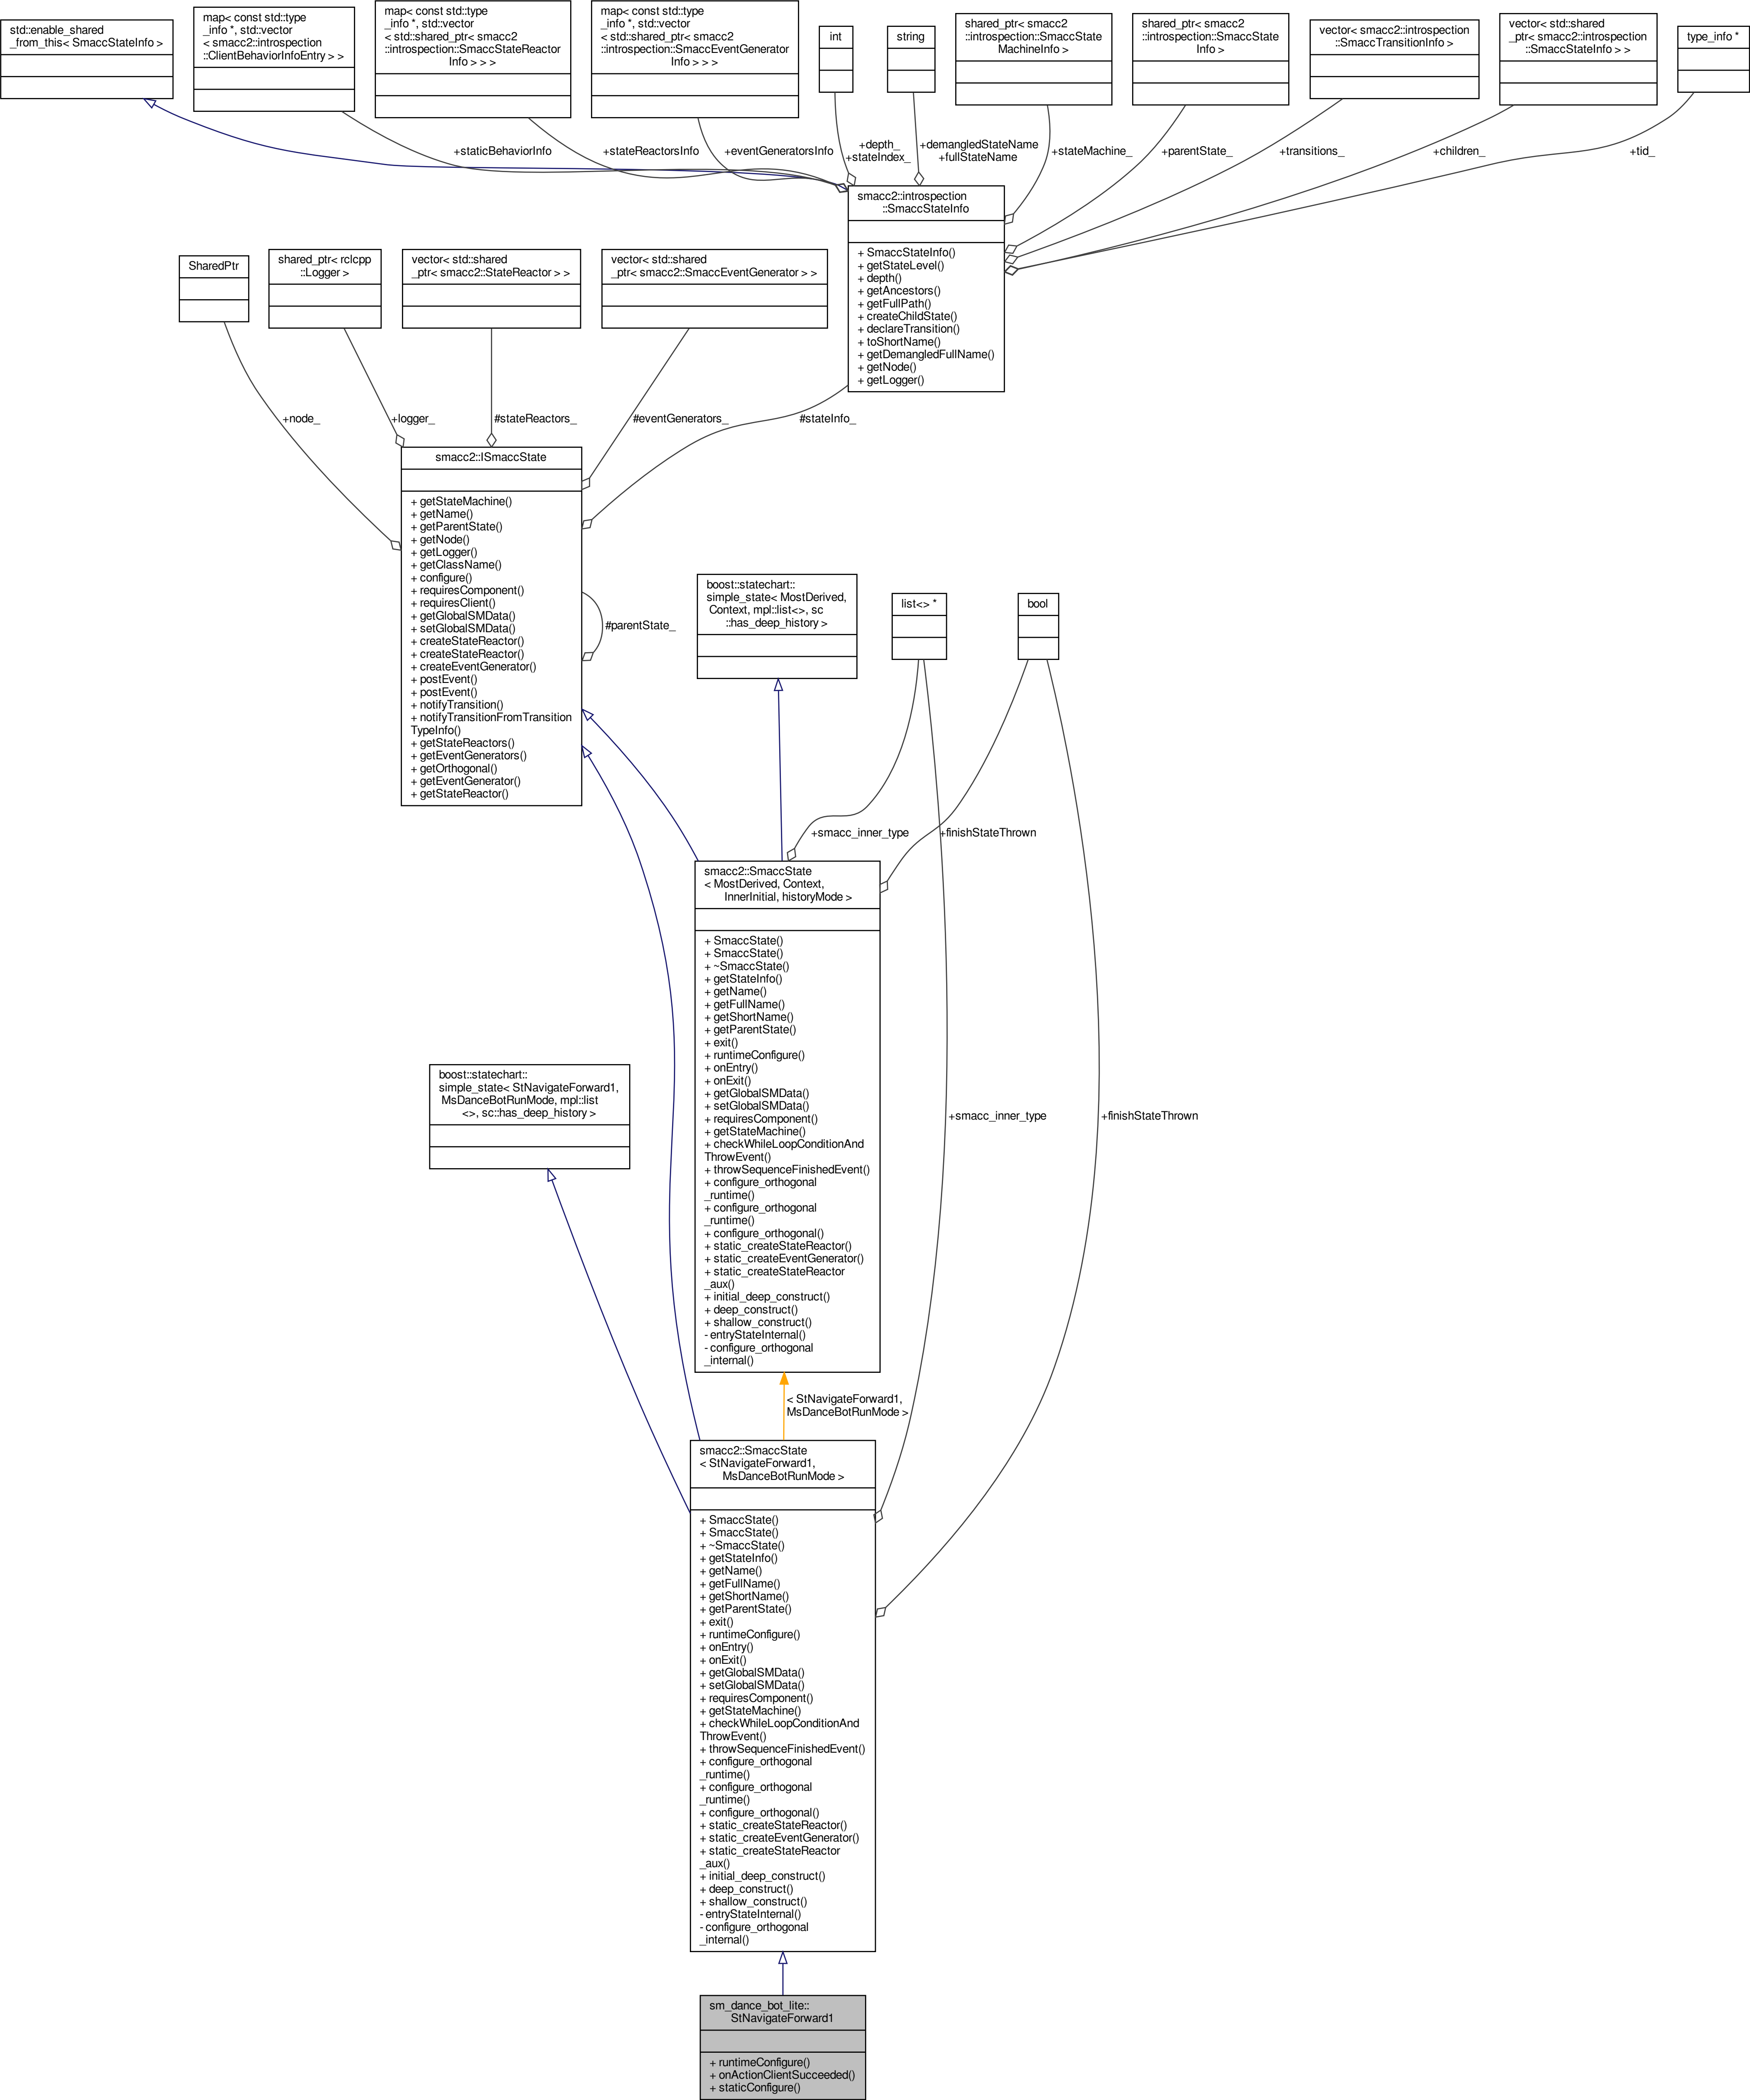 std::enable_shared
_from_this< SmaccStateInfo >
map< const std::type
_info *, std::vector
< smacc2::introspection
::ClientBehaviorInfoEntry > >
map< const std::type
_info *, std::vector
< std::shared_ptr< smacc2
::introspection::SmaccStateReactor
Info > > >
map< const std::type
_info *, std::vector
< std::shared_ptr< smacc2
::introspection::SmaccEventGenerator
Info > > >
int
string
shared_ptr< smacc2
::introspection::SmaccState
MachineInfo >
shared_ptr< smacc2
::introspection::SmaccState
Info >
vector< smacc2::introspection
::SmaccTransitionInfo >
vector< std::shared
_ptr< smacc2::introspection
::SmaccStateInfo > >
type_info *
+staticBehaviorInfo
+stateReactorsInfo
+eventGeneratorsInfo
+depth_
+stateIndex_
+demangledStateName
+fullStateName
+stateMachine_
+parentState_
+transitions_
+children_
+tid_
smacc2::introspection
::SmaccStateInfo
+ SmaccStateInfo()
+ getStateLevel()
+ depth()
+ getAncestors()
+ getFullPath()
+ createChildState()
+ declareTransition()
+ toShortName()
+ getDemangledFullName()
+ getNode()
+ getLogger()
SharedPtr
shared_ptr< rclcpp
::Logger >
vector< std::shared
_ptr< smacc2::StateReactor > >
vector< std::shared
_ptr< smacc2::SmaccEventGenerator > >
+node_
+logger_
#stateReactors_
#eventGenerators_
#stateInfo_
smacc2::ISmaccState
+ getStateMachine()
+ getName()
+ getParentState()
+ getNode()
+ getLogger()
+ getClassName()
+ configure()
+ requiresComponent()
+ requiresClient()
+ getGlobalSMData()
+ setGlobalSMData()
+ createStateReactor()
+ createStateReactor()
+ createEventGenerator()
+ postEvent()
+ postEvent()
+ notifyTransition()
+ notifyTransitionFromTransition
TypeInfo()
+ getStateReactors()
+ getEventGenerators()
+ getOrthogonal()
+ getEventGenerator()
+ getStateReactor()
#parentState_
boost::statechart::
simple_state< MostDerived,
Context, mpl::list<>, sc
::has_deep_history >
list<> *
bool
+smacc_inner_type
+finishStateThrown
smacc2::SmaccState
< MostDerived, Context,
InnerInitial, historyMode >
+ SmaccState()
+ SmaccState()
+ ~SmaccState()
+ getStateInfo()
+ getName()
+ getFullName()
+ getShortName()
+ getParentState()
+ exit()
+ runtimeConfigure()
+ onEntry()
+ onExit()
+ getGlobalSMData()
+ setGlobalSMData()
+ requiresComponent()
+ getStateMachine()
+ checkWhileLoopConditionAnd
ThrowEvent()
+ throwSequenceFinishedEvent()
+ configure_orthogonal
_runtime()
+ configure_orthogonal
_runtime()
+ configure_orthogonal()
+ static_createStateReactor()
+ static_createEventGenerator()
+ static_createStateReactor
_aux()
+ initial_deep_construct()
+ deep_construct()
+ shallow_construct()
- entryStateInternal()
- configure_orthogonal
_internal()
boost::statechart::
simple_state< StNavigateForward1,
MsDanceBotRunMode, mpl::list
<>, sc::has_deep_history >
+smacc_inner_type
+finishStateThrown
< StNavigateForward1,
MsDanceBotRunMode >
smacc2::SmaccState
< StNavigateForward1,
MsDanceBotRunMode >
+ SmaccState()
+ SmaccState()
+ ~SmaccState()
+ getStateInfo()
+ getName()
+ getFullName()
+ getShortName()
+ getParentState()
+ exit()
+ runtimeConfigure()
+ onEntry()
+ onExit()
+ getGlobalSMData()
+ setGlobalSMData()
+ requiresComponent()
+ getStateMachine()
+ checkWhileLoopConditionAnd
ThrowEvent()
+ throwSequenceFinishedEvent()
+ configure_orthogonal
_runtime()
+ configure_orthogonal
_runtime()
+ configure_orthogonal()
+ static_createStateReactor()
+ static_createEventGenerator()
+ static_createStateReactor
_aux()
+ initial_deep_construct()
+ deep_construct()
+ shallow_construct()
- entryStateInternal()
- configure_orthogonal
_internal()
sm_dance_bot_lite::
StNavigateForward1
+ runtimeConfigure()
+ onActionClientSucceeded()
+ staticConfigure()